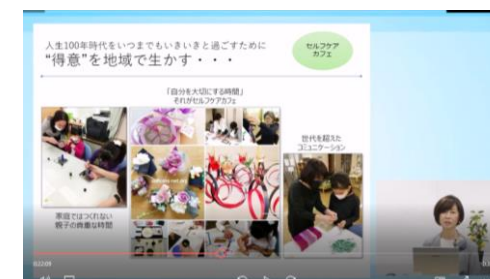 人生100年時代をいつまでもいきいきと過ごすために
“得意”を地域で生かす・・・
セルフケア
カフェ
「自分を大切にする時間」
それがセルフケアカフェ
世代を超えた
コミュニケーション
家庭ではつくれない
親子の貴重な時間
0:32:09